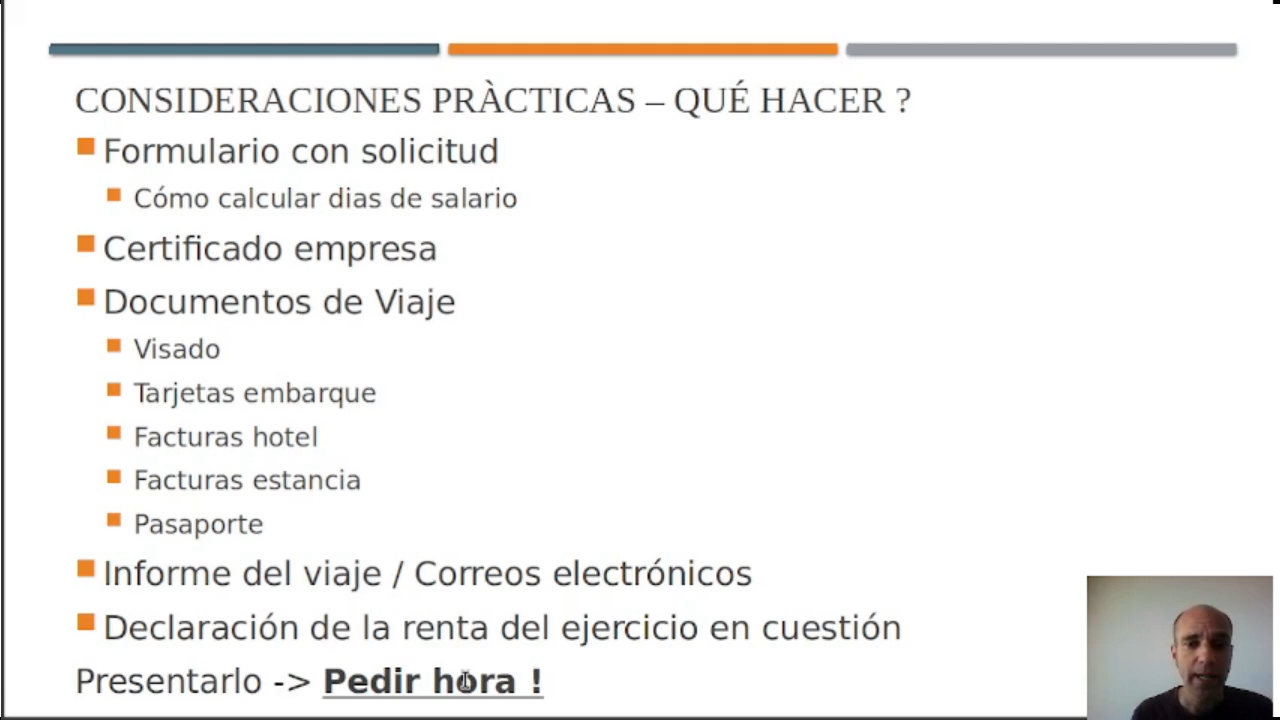 CONSIDERACIONES PRÀCTICAS – QUÉ HACER ?
Formulario con solicitud
Cómo calcular dias de salario
Certificado empresa
Documentos de Viaje
Visado
Tarjetas embarque
Facturas hotel
Facturas estancia
Pasaporte
Informe del viaje / Correos electrónicos
Declaración de la renta del ejercicio en cuestión
Presentarlo -> Pedir hora !